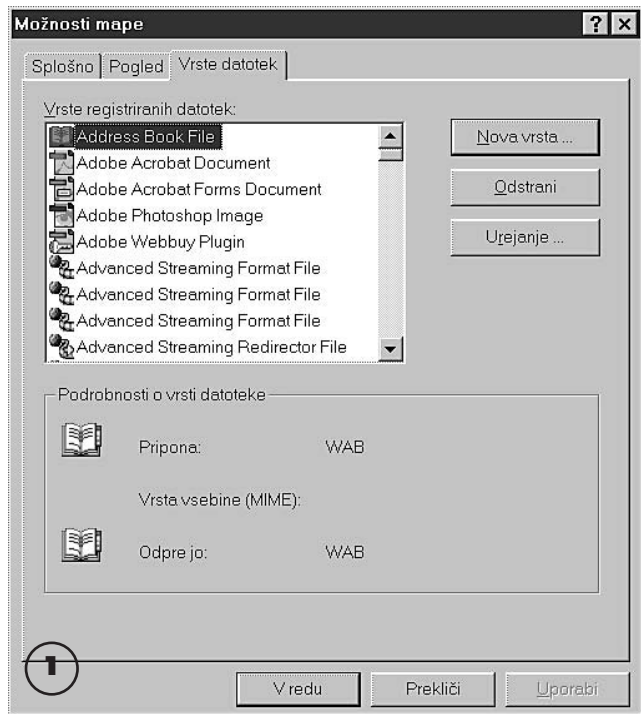 Možnosti mape
Splošno Pogled Vrste datotek
Vrste registriranih datotek:
Address Book File
Adobe Acrobat Document
Adobe Acrobat Forms Document
Adobe Photoshop Image
Adobe Webbuy Plugin
Advanced Streaming Format File
Advanced Streaming Format File
Advanced Streaming Format File
Advanced Streaming Redirector File
Nova vrsta ...
Odstrani
Urejanje ...
Podrobnosti o vrsti datoteke
Pripona: WAB
Vrsta vsebine (MIME):
Odpre jo: WAB
1
V redu Prekliči Uporabi